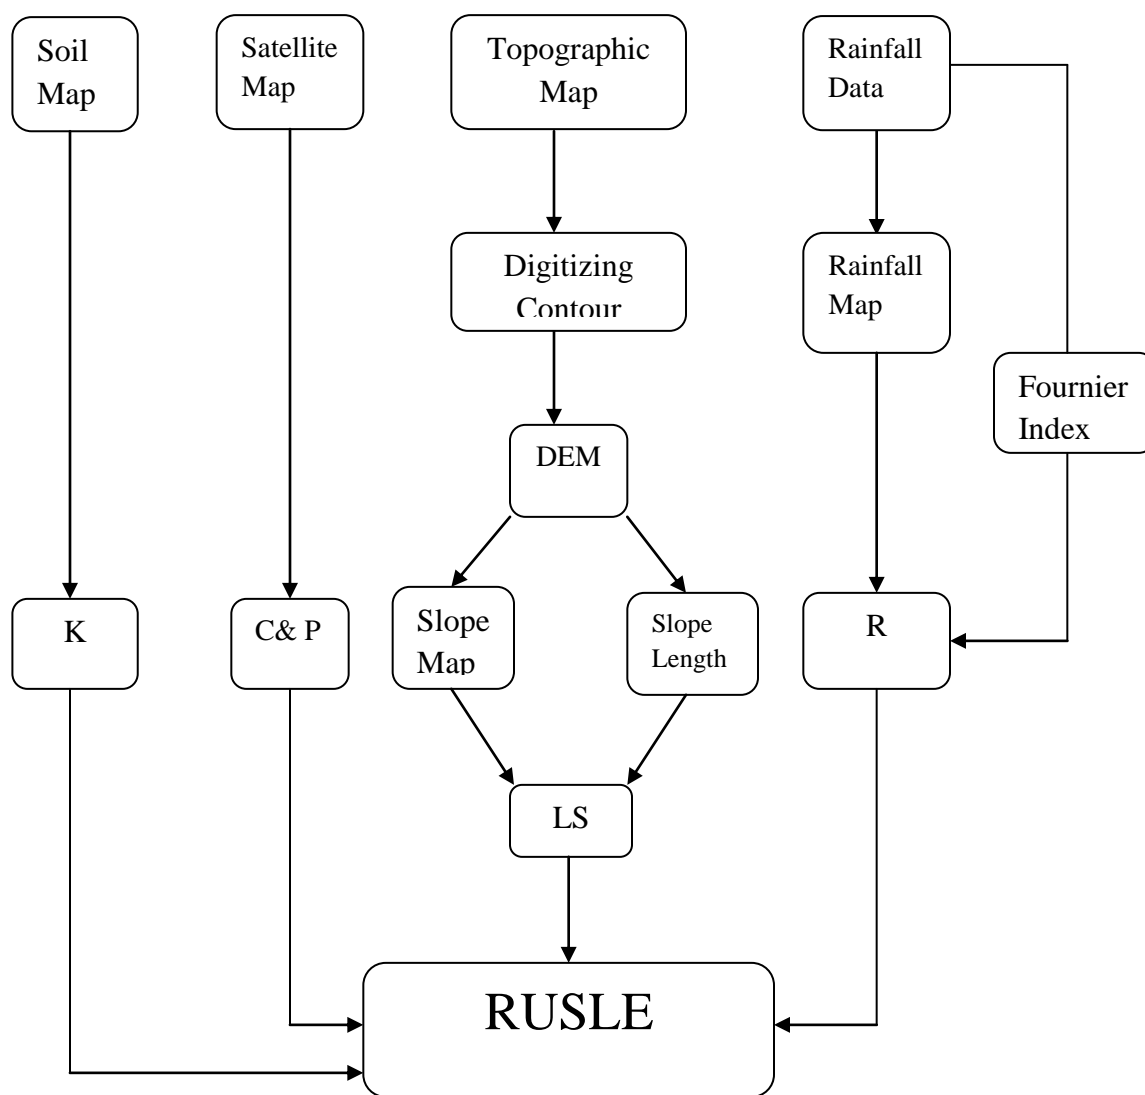 Soil
Map
Satellite
Map
Topographic
Map
Rainfall
Data
Digitizing
Contour
Rainfall
Map
Fournier
Index
DEM
K
C& P
Slope
Map
Slope
Length
R
LS
RUSLE